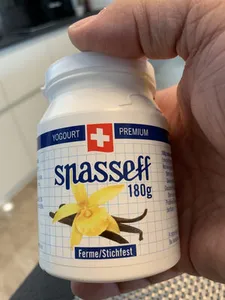 YOGOURT PREMIUM
spasseff
180g
Ferme/Stichfest